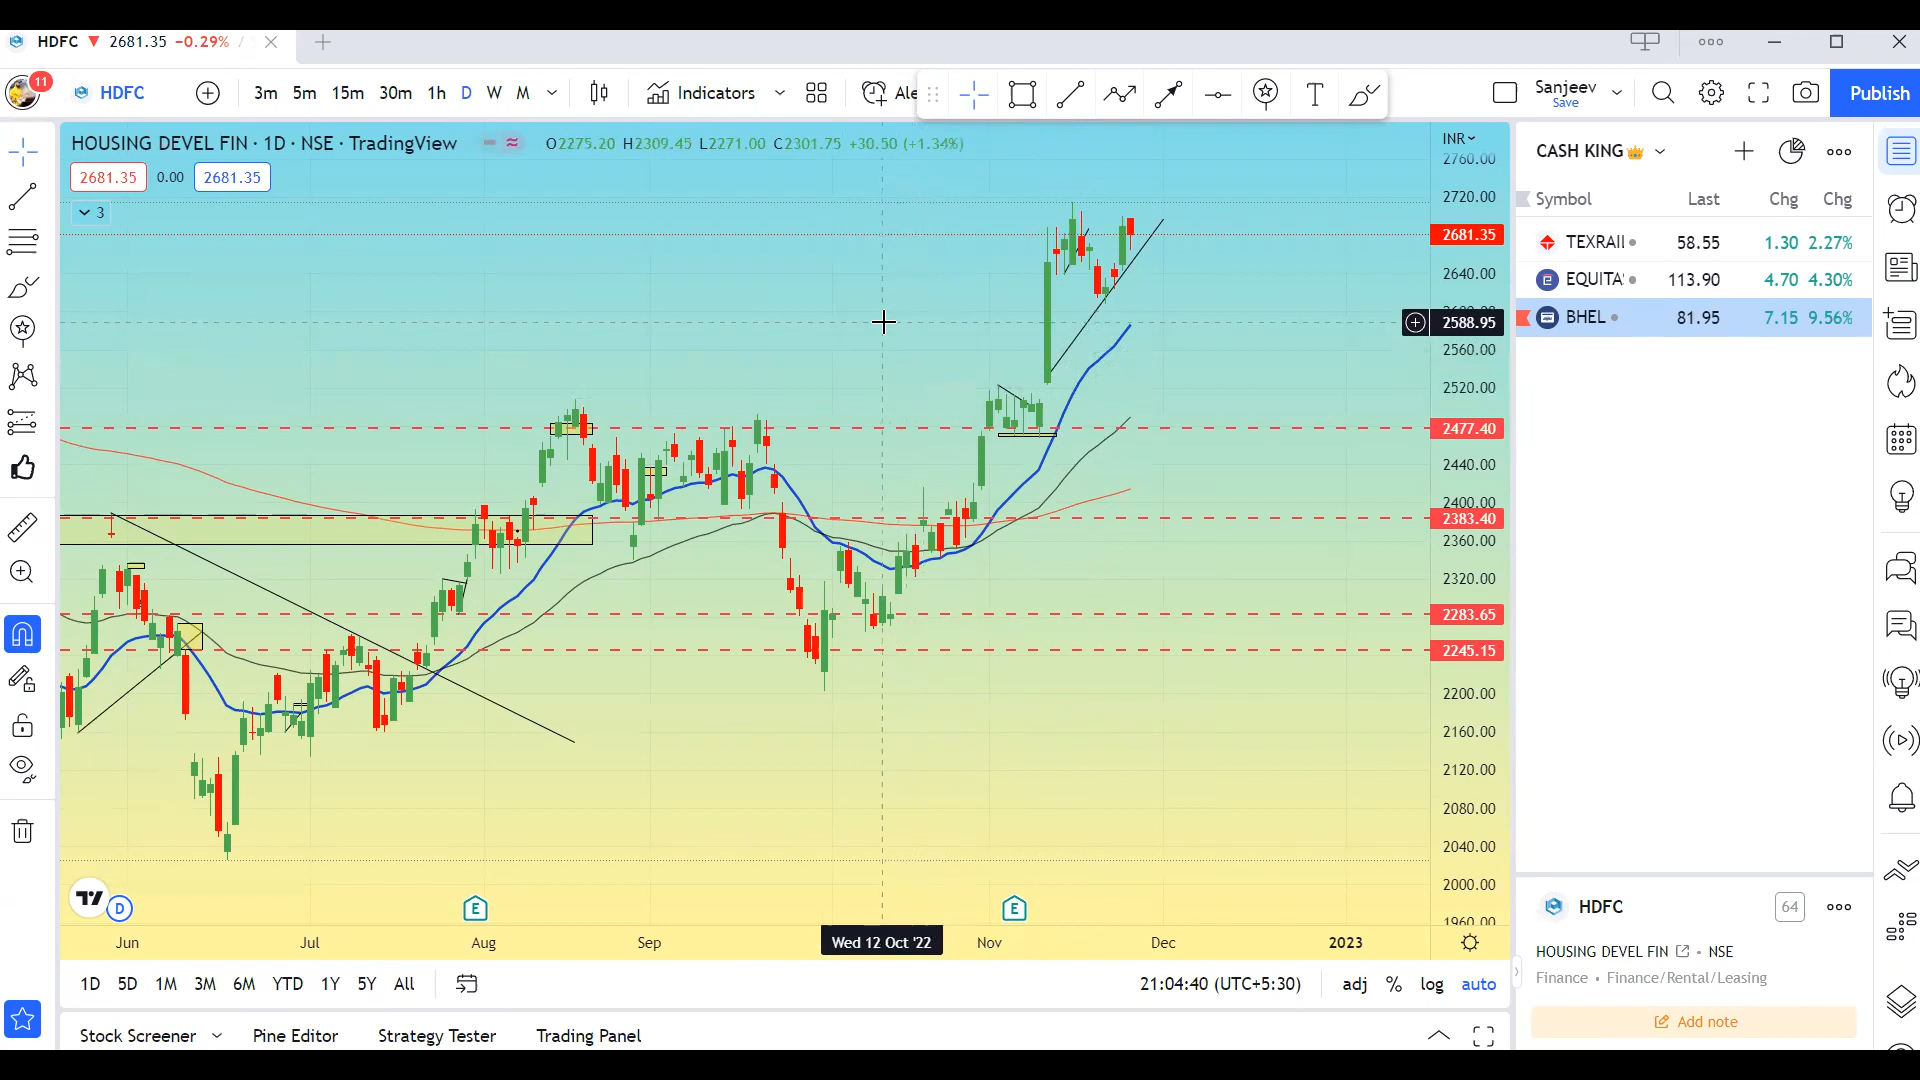 HDFC ▼ 2681.35 −0.29% /
11
HDFC 3m 5m 15m 30m 1h D W M Indicators Ale T Sanjeev Save Publish
HOUSING DEVEL FIN · 1D · NSE · TradingView O2275.20 H2309.45 L2271.00 C2301.75 +30.50 (+1.34%)
2681.35 0.00 2681.35
3
INR
2760.00
2720.00
2681.35
2640.00
2588.95
2560.00
2520.00
2477.40
2440.00
2400.00
2383.40
2360.00
2320.00
2283.65
2245.15
2200.00
2160.00
2120.00
2080.00
2040.00
2000.00
1960.00
D E E
Jun Jul Aug Sep Wed 12 Oct '22 Nov Dec 2023
1D 5D 1M 3M 6M YTD 1Y 5Y All 21:04:40 (UTC+5:30) adj % log auto
Stock Screener Pine Editor Strategy Tester Trading Panel
CASH KING
Symbol Last Chg Chg
TEXRAIL 58.55 1.30 2.27%
EQUITA 113.90 4.70 4.30%
BHEL 81.95 7.15 9.56%
HDFC 64
HOUSING DEVEL FIN • NSE
Finance • Finance/Rental/Leasing
Add note